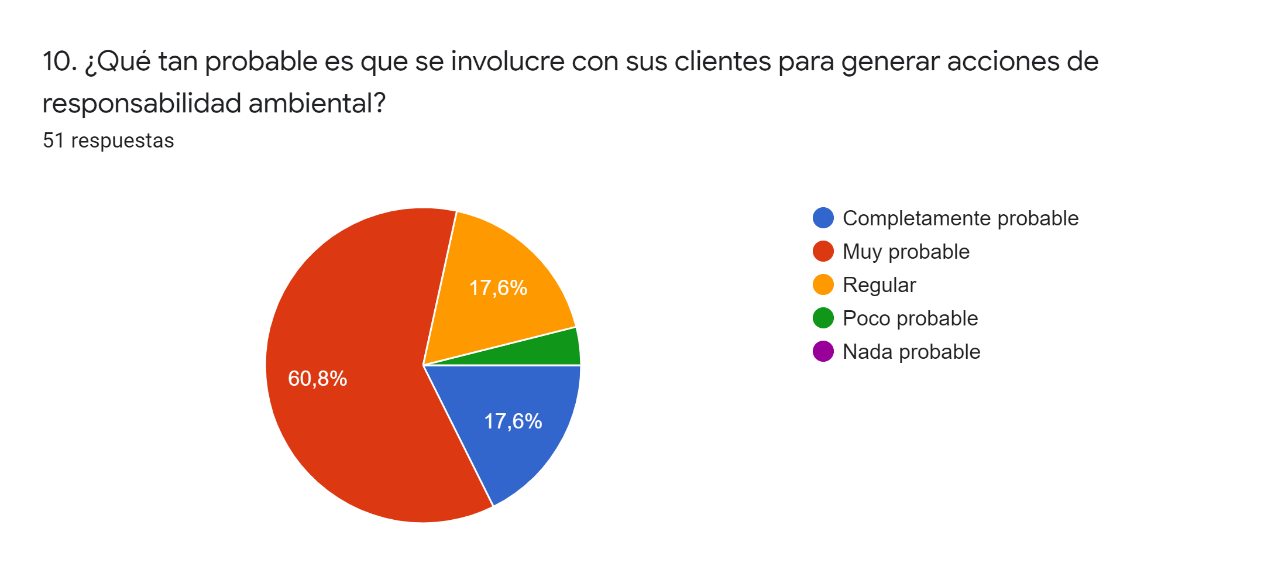 10. ¿Qué tan probable es que se involucre con sus clientes para generar acciones de
responsabilidad ambiental?
51 respuestas
Completamente probable
Muy probable
Regular
Poco probable
Nada probable
17,6%
60,8%
17,6%